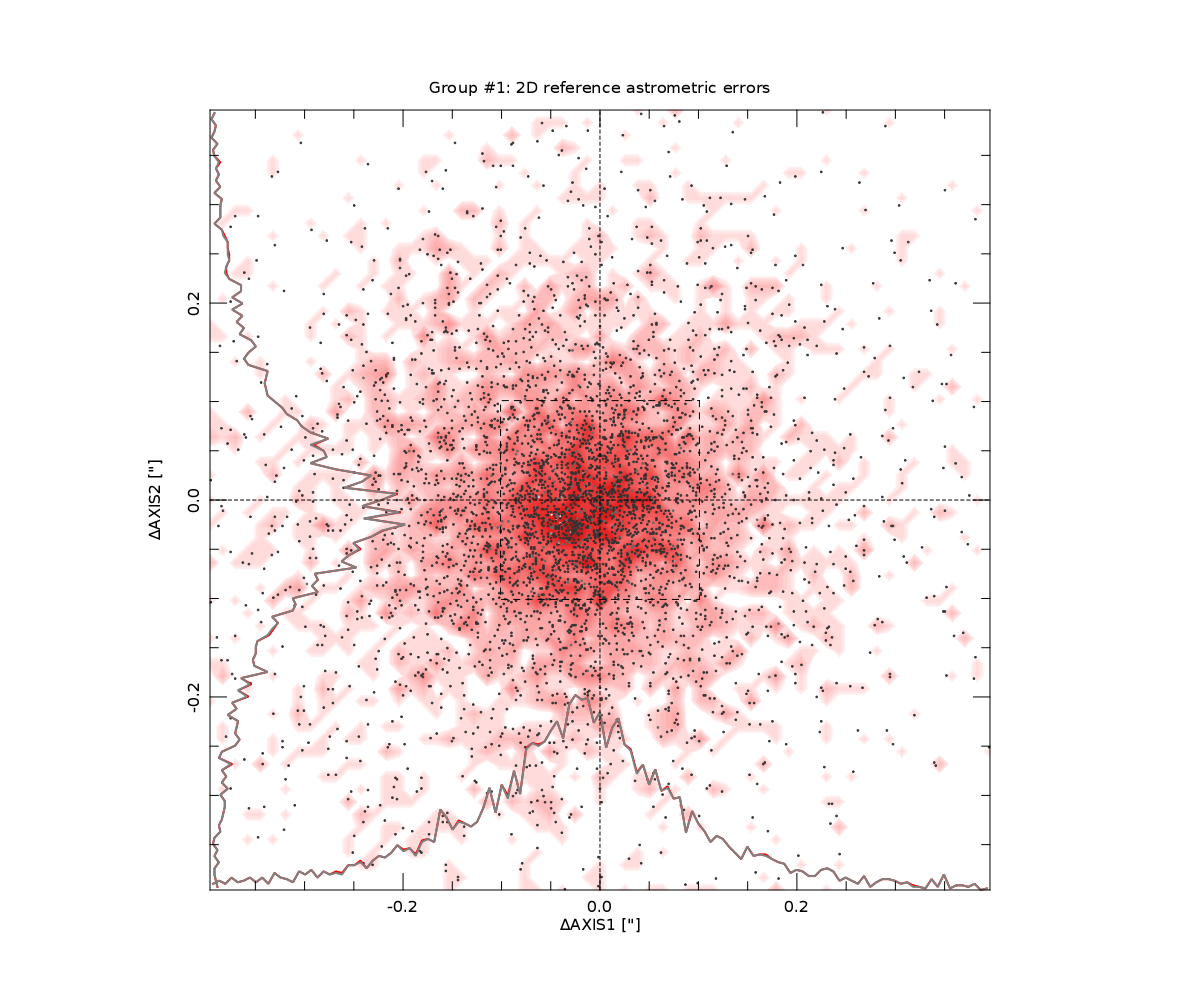 Group #1: 2D reference astrometric errors
0.2
0.0
-0.2
ΔAXIS2 ["]
-0.2
0.0
0.2
ΔAXIS1 ["]